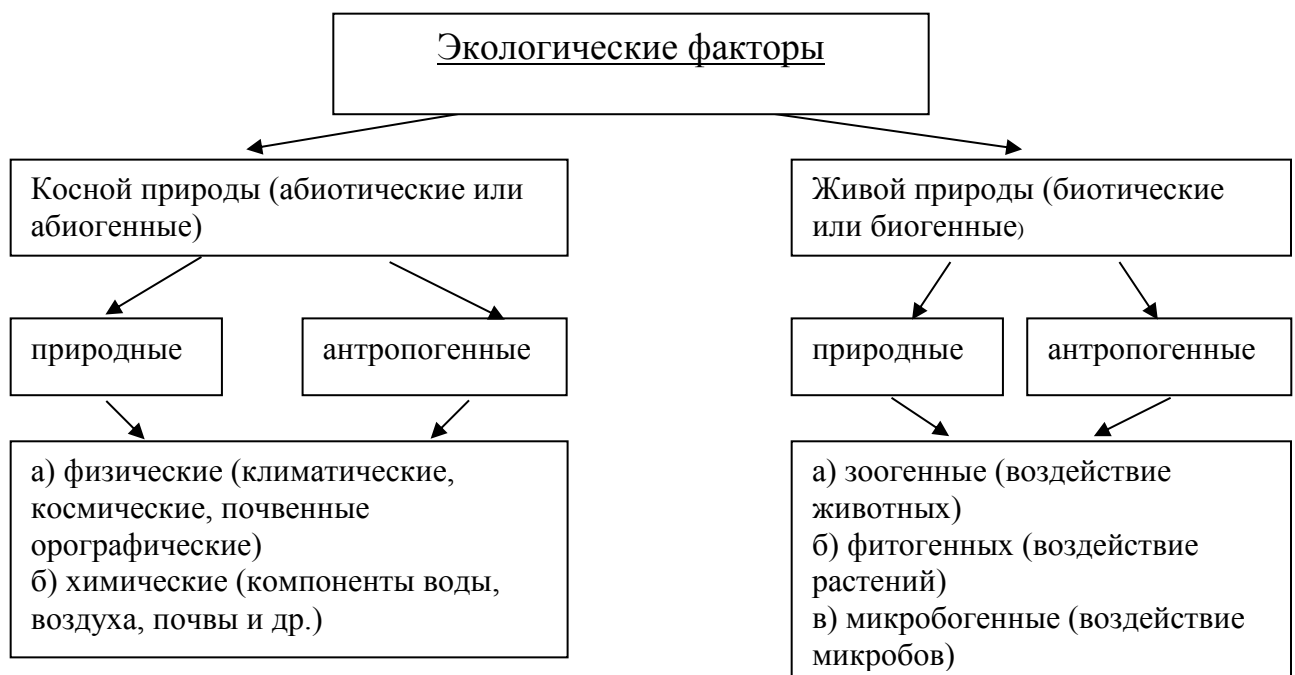 Экологические факторы
Косной природы (абиотические или
абиогенные)
Живой природы (биотические
или биогенные)
природные
антропогенные
природные
антропогенные
а) физические (климатические,
космические, почвенные
орографические)
б) химические (компоненты воды,
воздуха, почвы и др.)
а) зоогенные (воздействие
животных)
б) фитогенных (воздействие
растений)
в) микробогенные (воздействие
микробов)